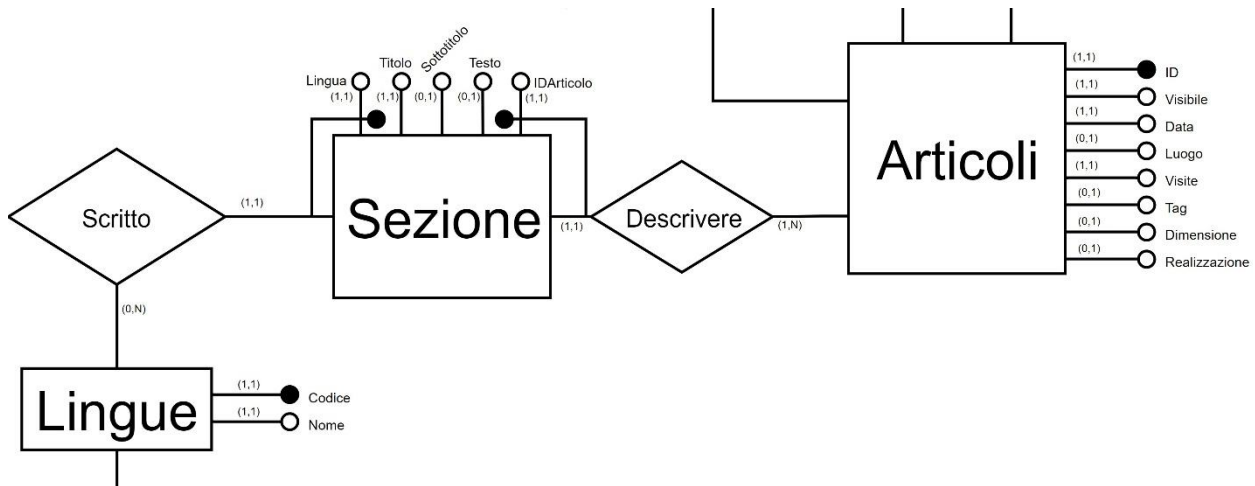 Lingua
Titolo
Sottotitolo
Testo
IDArticolo
(1,1)
(1,1)
(0,1)
(0,1)
(1,1)
Scritto
(1,1)
Sezione
(1,1)
Descrivere
(1,N)
Articoli
(1,1)
ID
(1,1)
Visibile
(1,1)
Data
(0,1)
Luogo
(1,1)
Visite
(0,1)
Tag
(0,1)
Dimensione
(0,1)
Realizzazione
(0,N)
Lingue
(1,1)
Codice
(1,1)
Nome